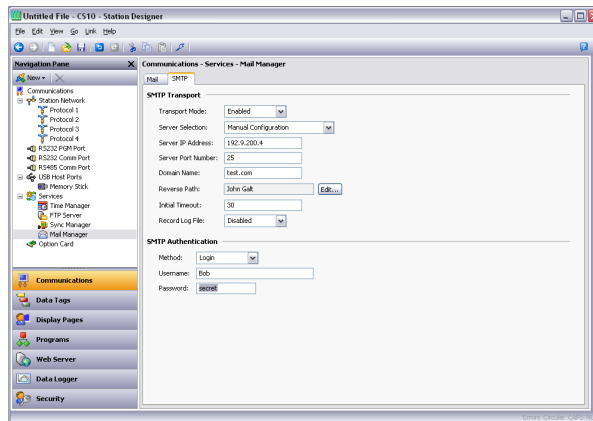 Untitled File - CS10 - Station Designer
File Edit View Go Link Help
Navigation Pane X
New
Communications
Station Network
Protocol 1
Protocol 2
Protocol 3
Protocol 4
RS232 PGM Port
RS232 Comm Port
RS485 Comm Port
USB Host Ports
Memory Stick
Services
Time Manager
FTP Server
Sync Manager
Mail Manager
Option Card
Communications
Data Tags
Display Pages
Programs
Web Server
Data Logger
Security
Communications - Services - Mail Manager
Mail SMTP
SMTP Transport
Transport Mode: Enabled
Server Selection: Manual Configuration
Server IP Address: 192.9.200.4
Server Port Number: 25
Domain Name: test.com
Reverse Path: John Galt Edit...
Initial Timeout: 30
Record Log File: Disabled
SMTP Authentication
Method: Login
Username: Bob
Password: secret
Errors Circular CAPS